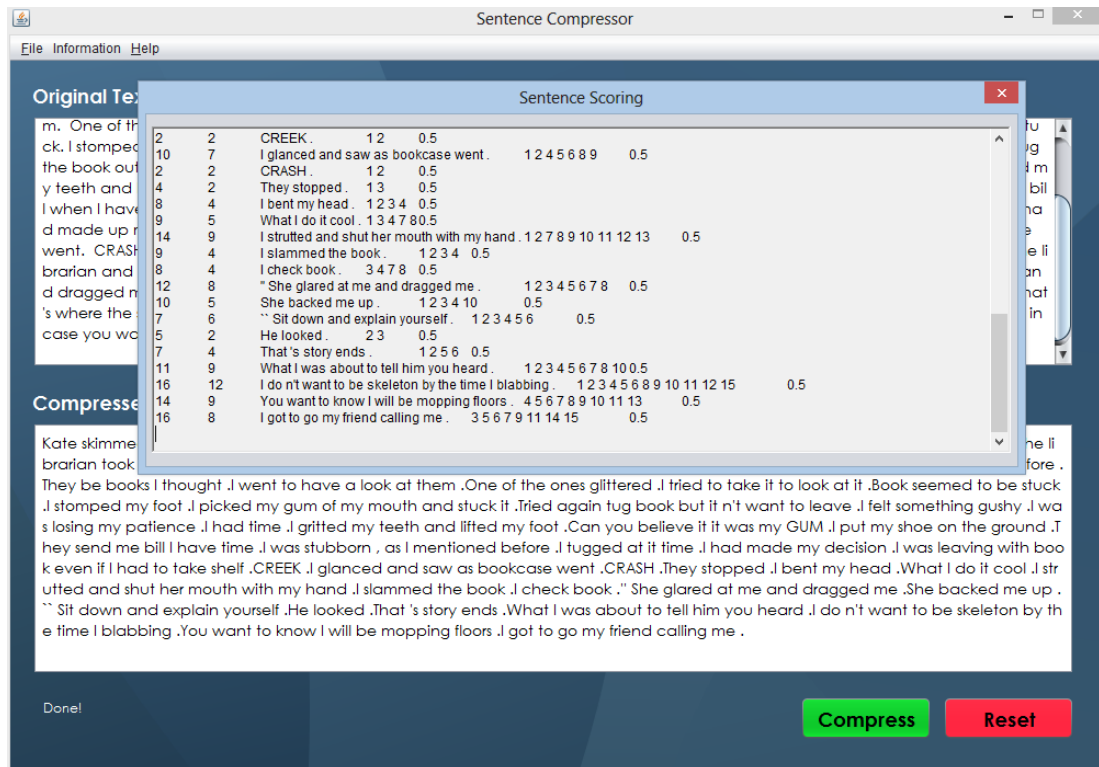 Sentence Compressor
File Information Help
Original Te
Sentence Scoring
m. One of th
ck. I stomped
the book out
y teeth and
I when I have
d made up
went. CRASH
brarian and
d dragged
's where the
case you wa
tu
ug
d m
bil
ha
e
e li
an
hat
in
2 2 CREEK . 1 2 0.5
10 7 I glanced and saw as bookcase went . 1 2 4 5 6 8 9 0.5
2 2 CRASH . 1 2 0.5
4 2 They stopped . 1 3 0.5
8 4 I bent my head . 1 2 3 4 0.5
9 5 What I do it cool . 1 3 4 7 8 0.5
14 9 I strutted and shut her mouth with my hand . 1 2 7 8 9 10 11 12 13 0.5
9 4 I slammed the book . 1 2 3 4 0.5
8 4 I check book . 3 4 7 8 0.5
12 8 " She glared at me and dragged me . 1 2 3 4 5 6 7 8 0.5
10 5 She backed me up . 1 2 3 4 10 0.5
7 6 `` Sit down and explain yourself . 1 2 3 4 5 6 0.5
5 2 He looked . 2 3 0.5
7 4 That 's story ends . 1 2 5 6 0.5
11 9 What I was about to tell him you heard . 1 2 3 4 5 6 7 8 10 0.5
16 12 I do n't want to be skeleton by the time I blabbing . 1 2 3 4 5 6 8 9 10 11 12 15 0.5
14 9 You want to know I will be mopping floors . 4 5 6 7 8 9 10 11 13 0.5
16 8 I got to go my friend calling me . 3 5 6 7 9 11 14 15 0.5
Compresse
Kate skimme he li
brarian took fore .
They be books I thought .I went to have a look at them .One of the ones glittered .I tried to take it to look at it .Book seemed to be stuck
.I stomped my foot .I picked my gum of my mouth and stuck it .Tried again tug book but it n't want to leave .I felt something gushy .I wa
s losing my patience .I had time .I gritted my teeth and lifted my foot .Can you believe it it was my GUM .I put my shoe on the ground .T
hey send me bill I have time .I was stubborn , as I mentioned before .I tugged at it time .I had made my decision .I was leaving with boo
k even if I had to take shelf .CREEK .I glanced and saw as bookcase went .CRASH .They stopped .I bent my head .What I do it cool .I str
utted and shut her mouth with my hand .I slammed the book .I check book ." She glared at me and dragged me .She backed me up .
`` Sit down and explain yourself .He looked .That 's story ends .What I was about to tell him you heard .I do n't want to be skeleton by th
e time I blabbing .You want to know I will be mopping floors .I got to go my friend calling me .
Done!
Compress
Reset